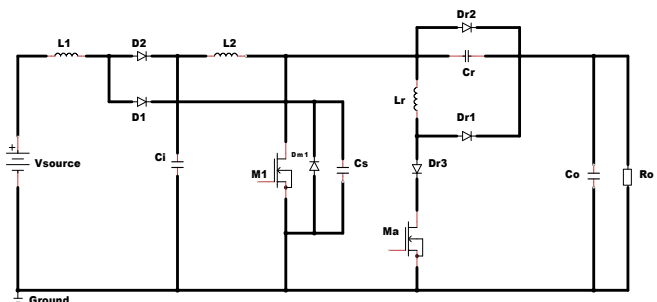 Dr2
L1
D2
L2
Cr
Lr
D1
Dr1
+
Vsource
Ci
Dm1
Cs
Dr3
M1
Co
Ro
Ma
Ground